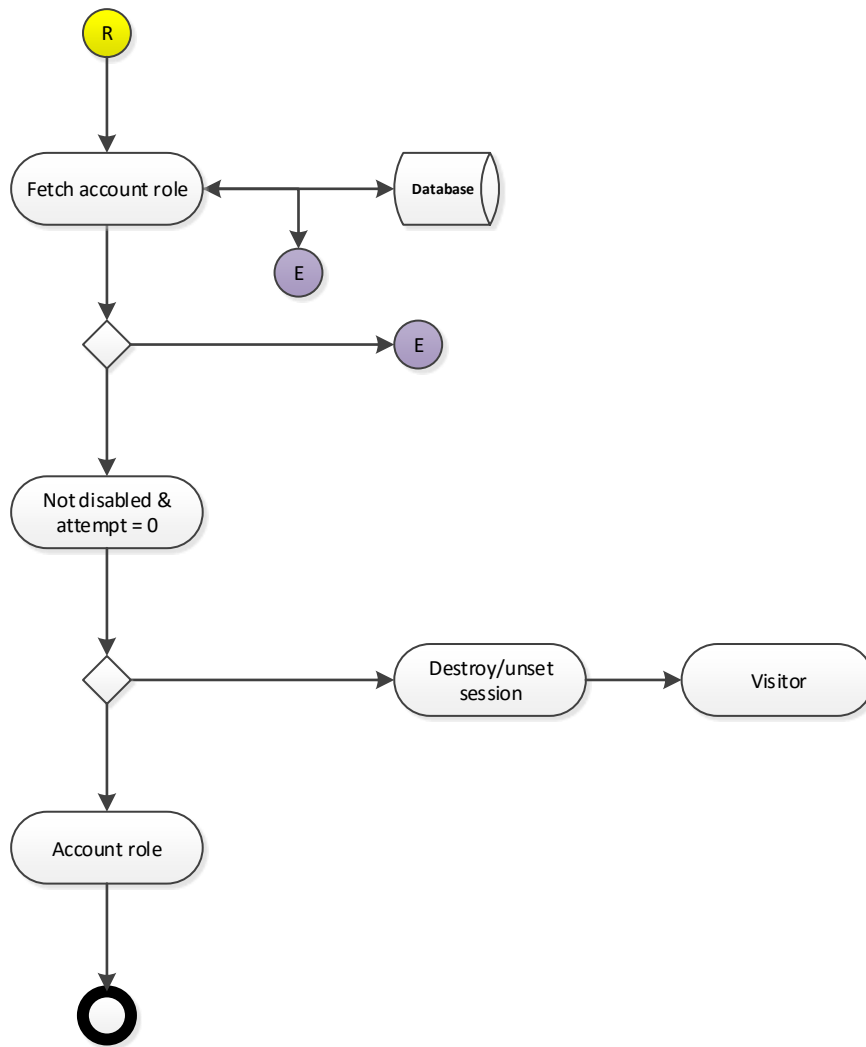 R
Fetch account role
Database
E
E
Not disabled &
attempt = 0
Destroy/unset
session
Visitor
Account role